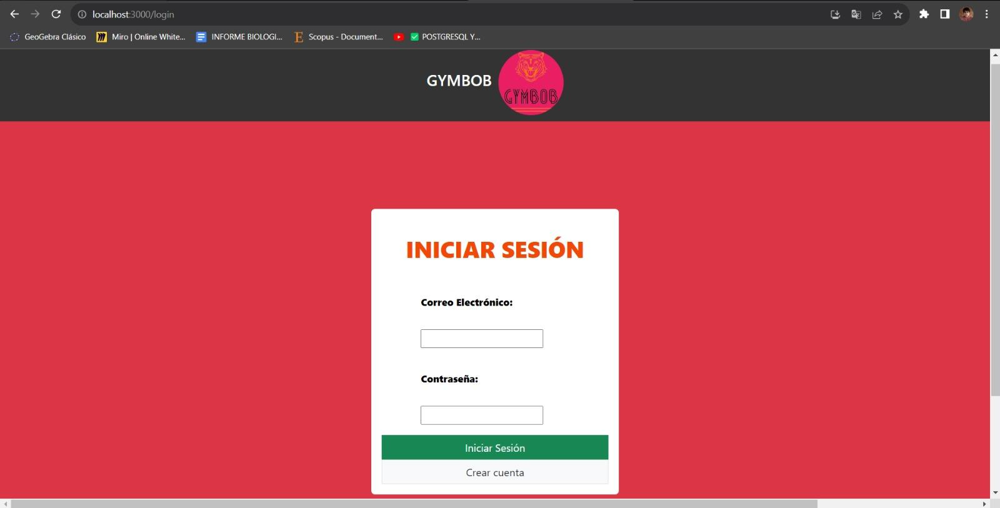 localhost:3000/login
GeoGebra Clásico Miro | Online White... INFORME BIOLOGI... Scopus - Document... POSTGRESQL Y...
GYMBOB
GYMBOB
INICIAR SESIÓN
Correo Electrónico:
Contraseña:
Iniciar Sesión
Crear cuenta